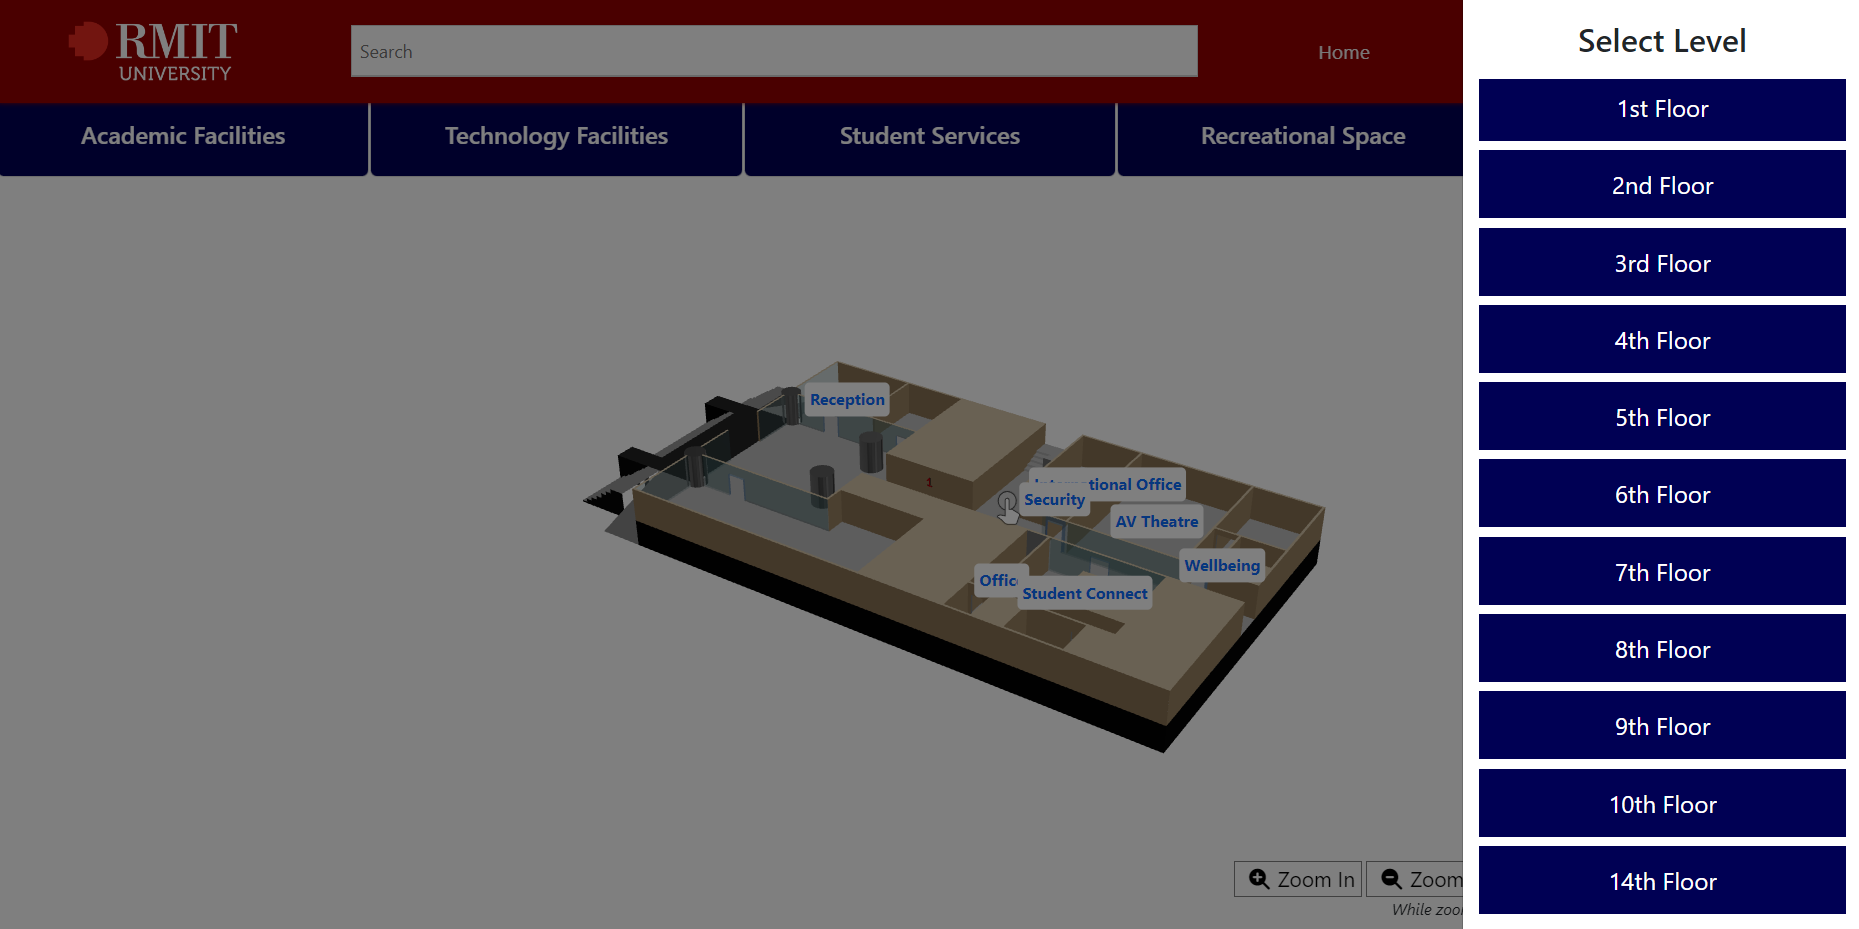 RMIT
UNIVERSITY
Search
Home
Academic Facilities
Technology Facilities
Student Services
Recreational Space
Reception
1
International Office
Security
AV Theatre
Wellbeing
Offic
Student Connect
Zoom In
Zoom
While zoo
Select Level
1st Floor
2nd Floor
3rd Floor
4th Floor
5th Floor
6th Floor
7th Floor
8th Floor
9th Floor
10th Floor
14th Floor